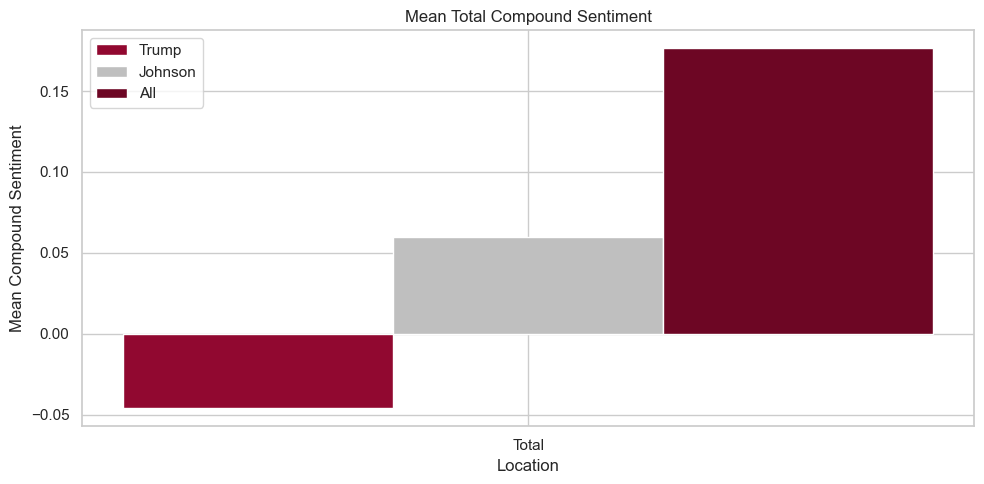 Mean Total Compound Sentiment
Trump
Johnson
All
Mean Compound Sentiment
0.15
0.10
0.05
0.00
−0.05
Total
Location